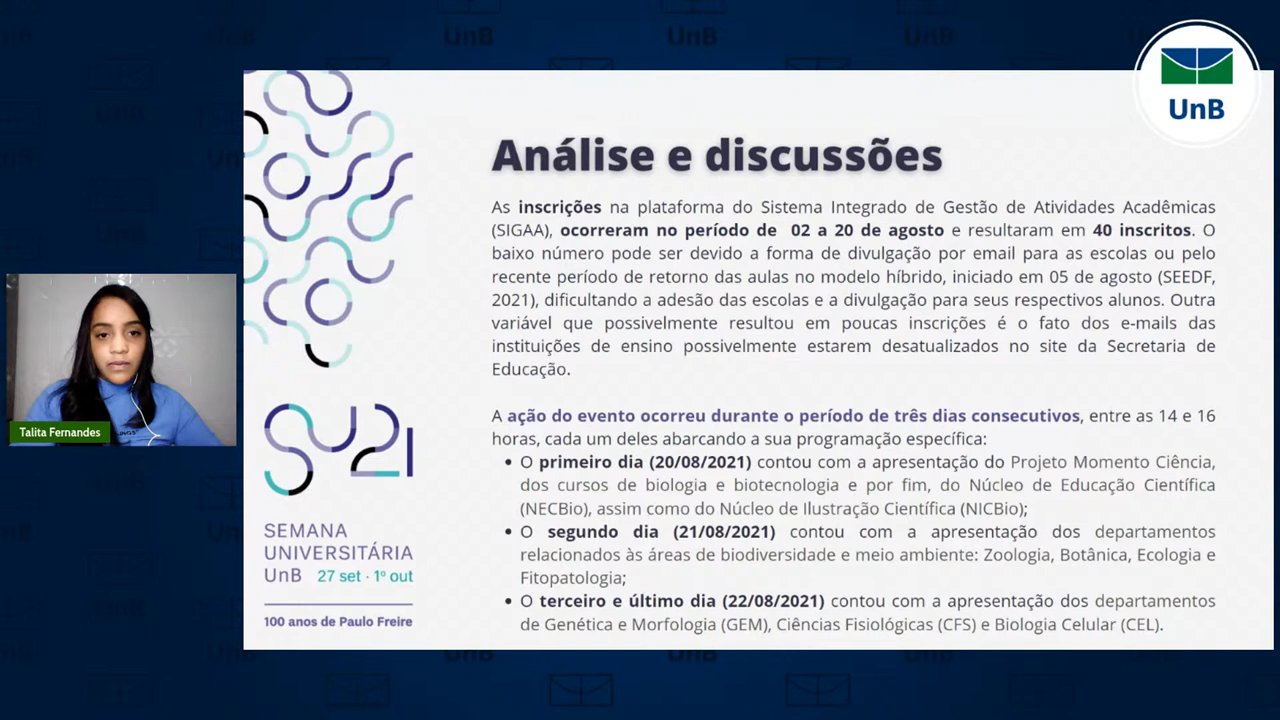 UnB
Análise e discussões
As inscrições na plataforma do Sistema Integrado de Gestão de Atividades Acadêmicas
(SIGAA), ocorreram no período de 02 a 20 de agosto e resultaram em 40 inscritos. O
baixo número pode ser devido a forma de divulgação por email para as escolas ou pelo
recente período de retorno das aulas no modelo híbrido, iniciado em 05 de agosto (SEEDF,
2021), dificultando a adesão das escolas e a divulgação para seus respectivos alunos. Outra
variável que possivelmente resultou em poucas inscrições é o fato dos e-mails das
instituições de ensino possivelmente estarem desatualizados no site da Secretaria de
Educação.
A ação do evento ocorreu durante o período de três dias consecutivos, entre as 14 e 16
horas, cada um deles abarcando a sua programação específica:
• O primeiro dia (20/08/2021) contou com a apresentação do Projeto Momento Ciência,
dos cursos de biologia e biotecnologia e por fim, do Núcleo de Educação Científica
(NECBio), assim como do Núcleo de Ilustração Científica (NICBio);
• O segundo dia (21/08/2021) contou com a apresentação dos departamentos
relacionados às áreas de biodiversidade e meio ambiente: Zoologia, Botânica, Ecologia e
Fitopatologia;
• O terceiro e último dia (22/08/2021) contou com a apresentação dos departamentos
de Genética e Morfologia (GEM), Ciências Fisiológicas (CFS) e Biologia Celular (CEL).
Talita Fernandes
SU21
SEMANA
UNIVERSITÁRIA
UnB 27 set · 1º out
100 anos de Paulo Freire